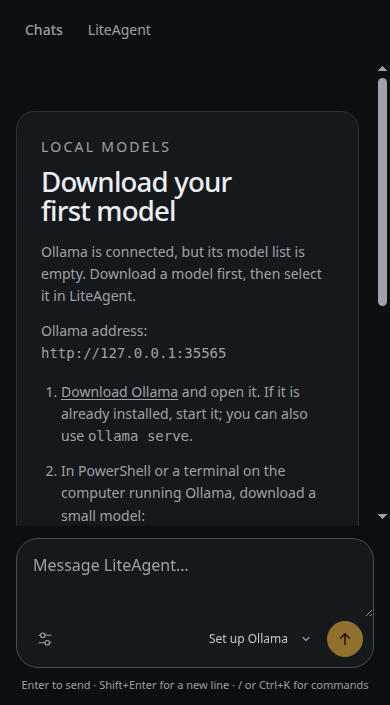 Chats LiteAgent
LOCAL MODELS
Download your
first model
Ollama is connected, but its model list is
empty. Download a model first, then select
it in LiteAgent.
Ollama address:
http://127.0.0.1:35565
1. Download Ollama and open it. If it is
already installed, start it; you can also
use ollama serve.
2. In PowerShell or a terminal on the
computer running Ollama, download a
small model:
Message LiteAgent...
Set up Ollama
Enter to send · Shift+Enter for a new line · / or Ctrl+K for commands